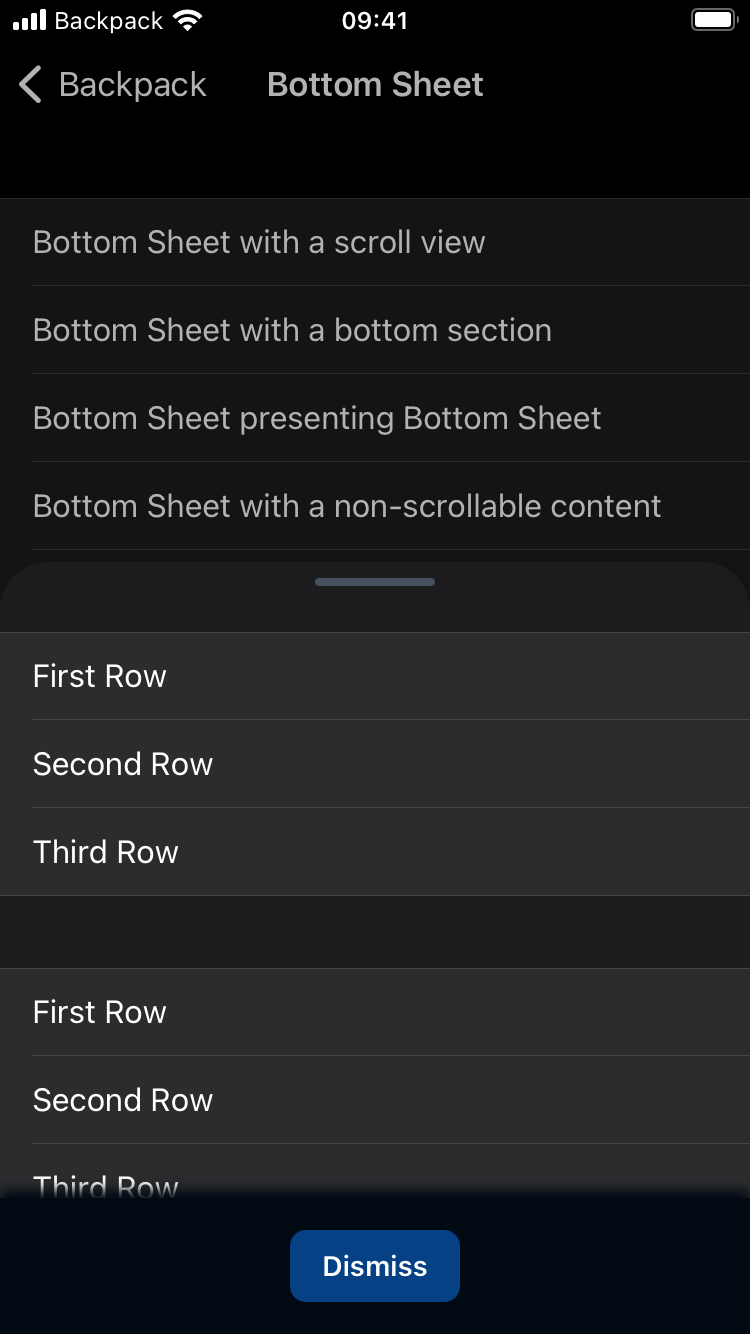 Backpack 09:41
Backpack Bottom Sheet
Bottom Sheet with a scroll view
Bottom Sheet with a bottom section
Bottom Sheet presenting Bottom Sheet
Bottom Sheet with a non-scrollable content
First Row
Second Row
Third Row
First Row
Second Row
Third Row
Dismiss